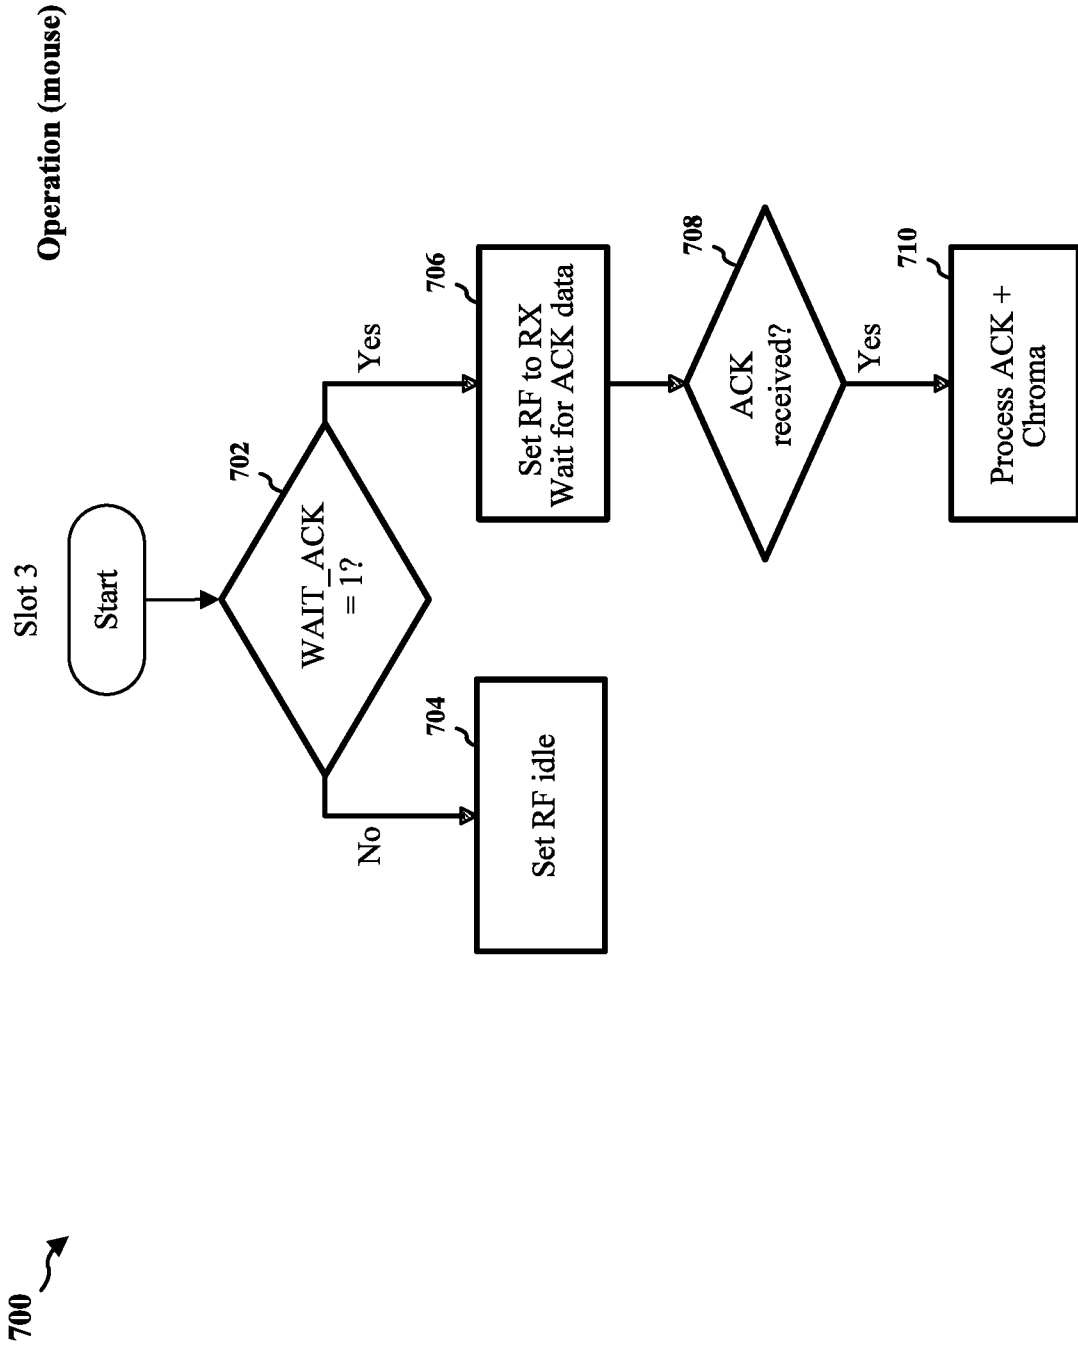 700
Operation (mouse)
Slot 3
Start
702
WAIT_ACK
= 1?
No
Yes
704
Set RF idle
706
Set RF to RX
Wait for ACK data
708
ACK
received?
Yes
710
Process ACK +
Chroma